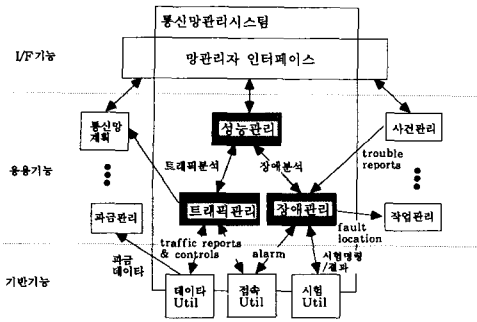 통신망관리시스팀
I/F기능
망관리자 인터페이스
통신망
계획
성능관리
사건관리
트래픽분석
장애분석
trouble
reports
응용기능
트래픽관리
장애관리
과금관리
작업관리
traffic reports
& controls
alarm
fault
location
과금
데이타
시험명령
/결과
기반기능
데이타
Util
접속
Util
시험
Util